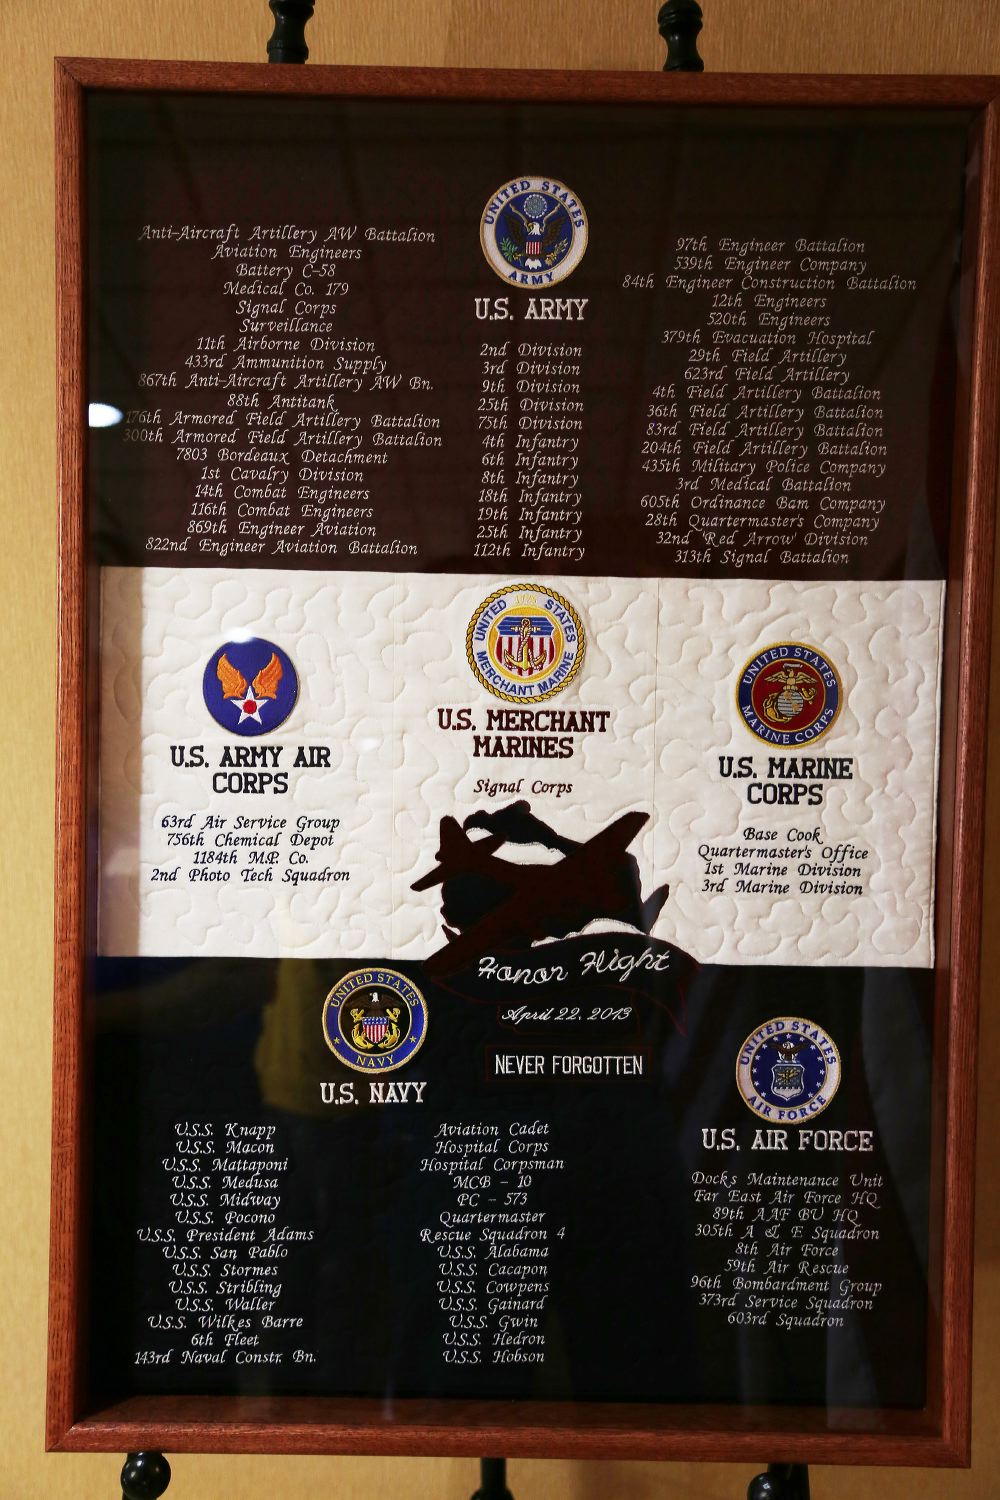 UNITED STATES
ARMY
U.S. ARMY
Anti-Aircraft Artillery AW Battalion
Aviation Engineers
Battery C-58
Medical Co. 179
Signal Corps
Surveillance
11th Airborne Division
433rd Ammunition Supply
867th Anti-Aircraft Artillery AW Bn.
88th Antitank
176th Armored Field Artillery Battalion
300th Armored Field Artillery Battalion
7803 Bordeaux Detachment
1st Cavalry Division
14th Combat Engineers
116th Combat Engineers
869th Engineer Aviation
822nd Engineer Aviation Battalion
2nd Division
3rd Division
9th Division
25th Division
75th Division
4th Infantry
6th Infantry
8th Infantry
18th Infantry
19th Infantry
25th Infantry
112th Infantry
97th Engineer Battalion
539th Engineer Company
84th Engineer Construction Battalion
12th Engineers
520th Engineers
379th Evacuation Hospital
29th Field Artillery
623rd Field Artillery
4th Field Artillery Battalion
36th Field Artillery Battalion
83rd Field Artillery Battalion
204th Field Artillery Battalion
435th Military Police Company
3rd Medical Battalion
605th Ordinance Bam Company
28th Quartermaster's Company
32nd 'Red Arrow' Division
313th Signal Battalion
U.S. ARMY AIR
CORPS
63rd Air Service Group
756th Chemical Depot
1184th M.P. Co.
2nd Photo Tech Squadron
UNITED STATES
1775
MERCHANT MARINE
U.S. MERCHANT
MARINES
Signal Corps
UNITED STATES
MARINE CORPS
U.S. MARINE
CORPS
Base Cook
Quartermaster's Office
1st Marine Division
3rd Marine Division
Honor Flight
April 22, 2013
NEVER FORGOTTEN
UNITED STATES
NAVY
U.S. NAVY
U.S.S. Knapp
U.S.S. Macon
U.S.S. Mattaponi
U.S.S. Medusa
U.S.S. Midway
U.S.S. Pocono
U.S.S. President Adams
U.S.S. San Pablo
U.S.S. Stormes
U.S.S. Stribling
U.S.S. Waller
U.S.S. Wilkes Barre
6th Fleet
143rd Naval Constr. Bn.
Aviation Cadet
Hospital Corps
Hospital Corpsman
MCB - 10
PC - 573
Quartermaster
Rescue Squadron 4
U.S.S. Alabama
U.S.S. Cacapon
U.S.S. Cowpens
U.S.S. Gainard
U.S.S. Gwin
U.S.S. Hedron
U.S.S. Hobson
UNITED STATES
AIR FORCE
U.S. AIR FORCE
Docks Maintenance Unit
Far East Air Force HQ
89th AAF BU HQ
305th A & E Squadron
8th Air Force
59th Air Rescue
96th Bombardment Group
373rd Service Squadron
603rd Squadron